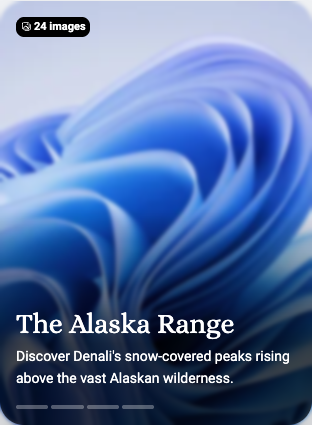 24 images
The Alaska Range
Discover Denali's snow-covered peaks rising
above the vast Alaskan wilderness.